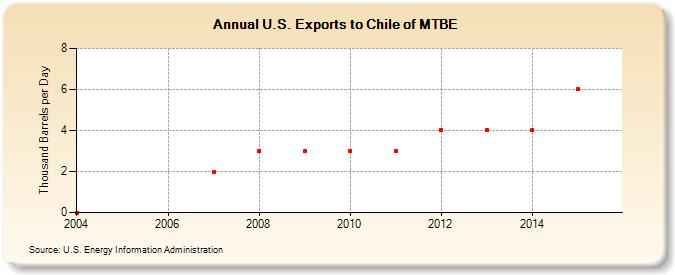 Annual U.S. Exports to Chile of MTBE
Thousand Barrels per Day
8
6
4
2
0
2004 2006 2008 2010 2012 2014
Source: U.S. Energy Information Administration